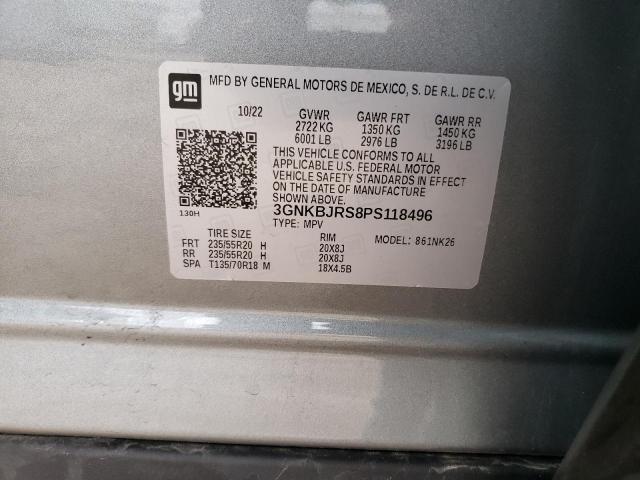 gm
MFD BY GENERAL MOTORS DE MEXICO, S. DE R.L. DE C.V.
10/22 GVWR GAWR FRT GAWR RR
2722 KG 1350 KG 1450 KG
6001 LB 2976 LB 3196 LB
THIS VEHICLE CONFORMS TO ALL
APPLICABLE U.S. FEDERAL MOTOR
VEHICLE SAFETY STANDARDS IN EFFECT
ON THE DATE OF MANUFACTURE
SHOWN ABOVE.
130H
3GNKBJRS8PS118496
TYPE: MPV
MODEL: 861NK26
TIRE SIZE RIM
FRT 235/55R20 H 20X8J
RR 235/55R20 H 20X8J
SPA T135/70R18 M 18X4.5B